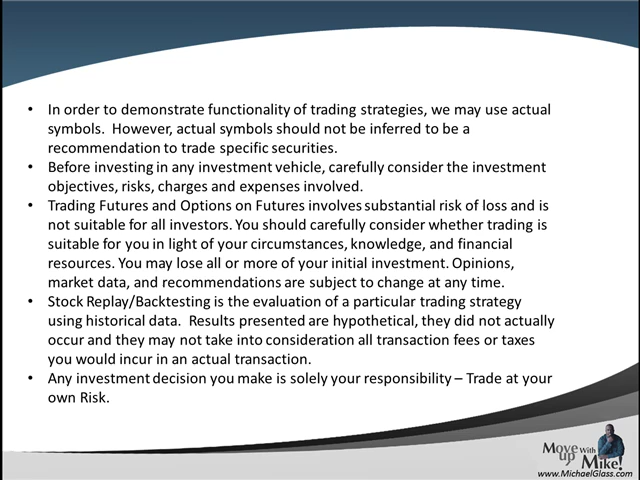 • In order to demonstrate functionality of trading strategies, we may use actual
symbols.  However, actual symbols should not be inferred to be a
recommendation to trade specific securities.
• Before investing in any investment vehicle, carefully consider the investment
objectives, risks, charges and expenses involved.
• Trading Futures and Options on Futures involves substantial risk of loss and is
not suitable for all investors. You should carefully consider whether trading is
suitable for you in light of your circumstances, knowledge, and financial
resources. You may lose all or more of your initial investment. Opinions,
market data, and recommendations are subject to change at any time.
• Stock Replay/Backtesting is the evaluation of a particular trading strategy
using historical data.  Results presented are hypothetical, they did not actually
occur and they may not take into consideration all transaction fees or taxes
you would incur in an actual transaction.
• Any investment decision you make is solely your responsibility – Trade at your
own Risk.
Move up With Mike!
www.MichaelGlass.com